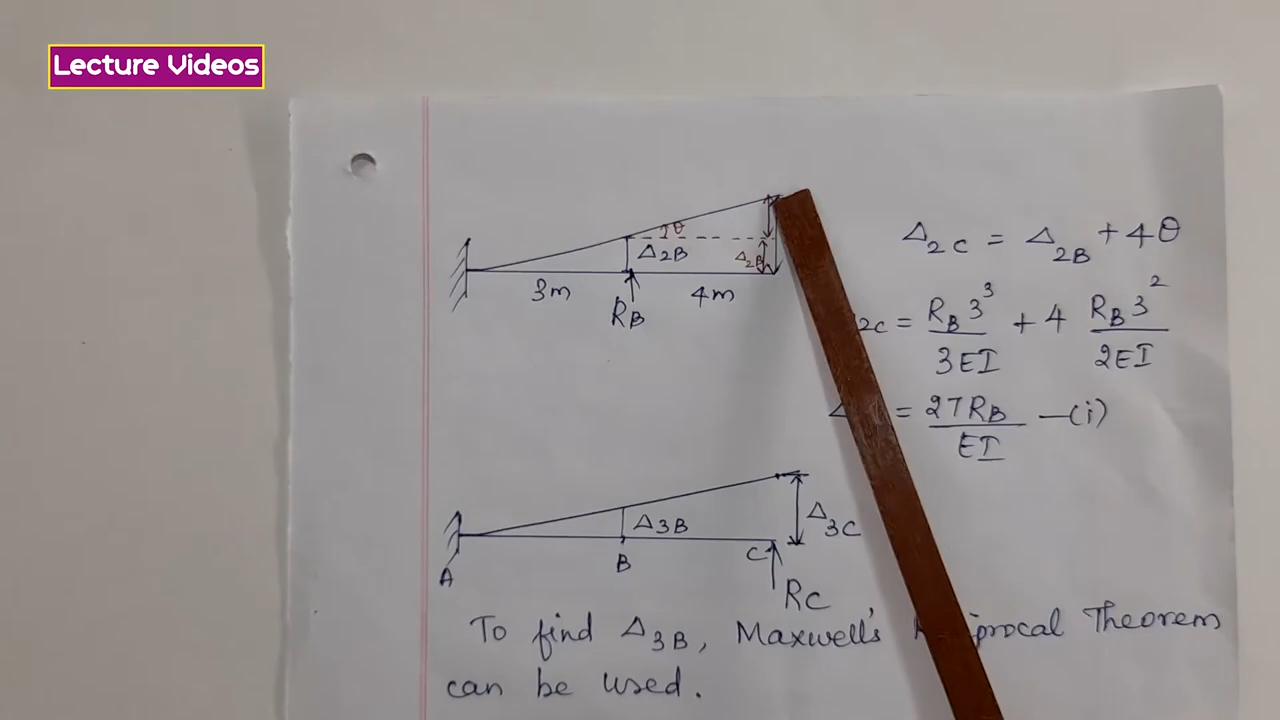 Lecture Videos
θ
Δ2B
Δ2B
3m
4m
RB
Δ2C = Δ2B + 4θ
2C = RB 3³/3EI + 4 RB 3²/2EI
= 27RB/EI —(i)
Δ3B
Δ3C
A
B
C
RC
To find Δ3B, Maxwell's Theorem
can be used.